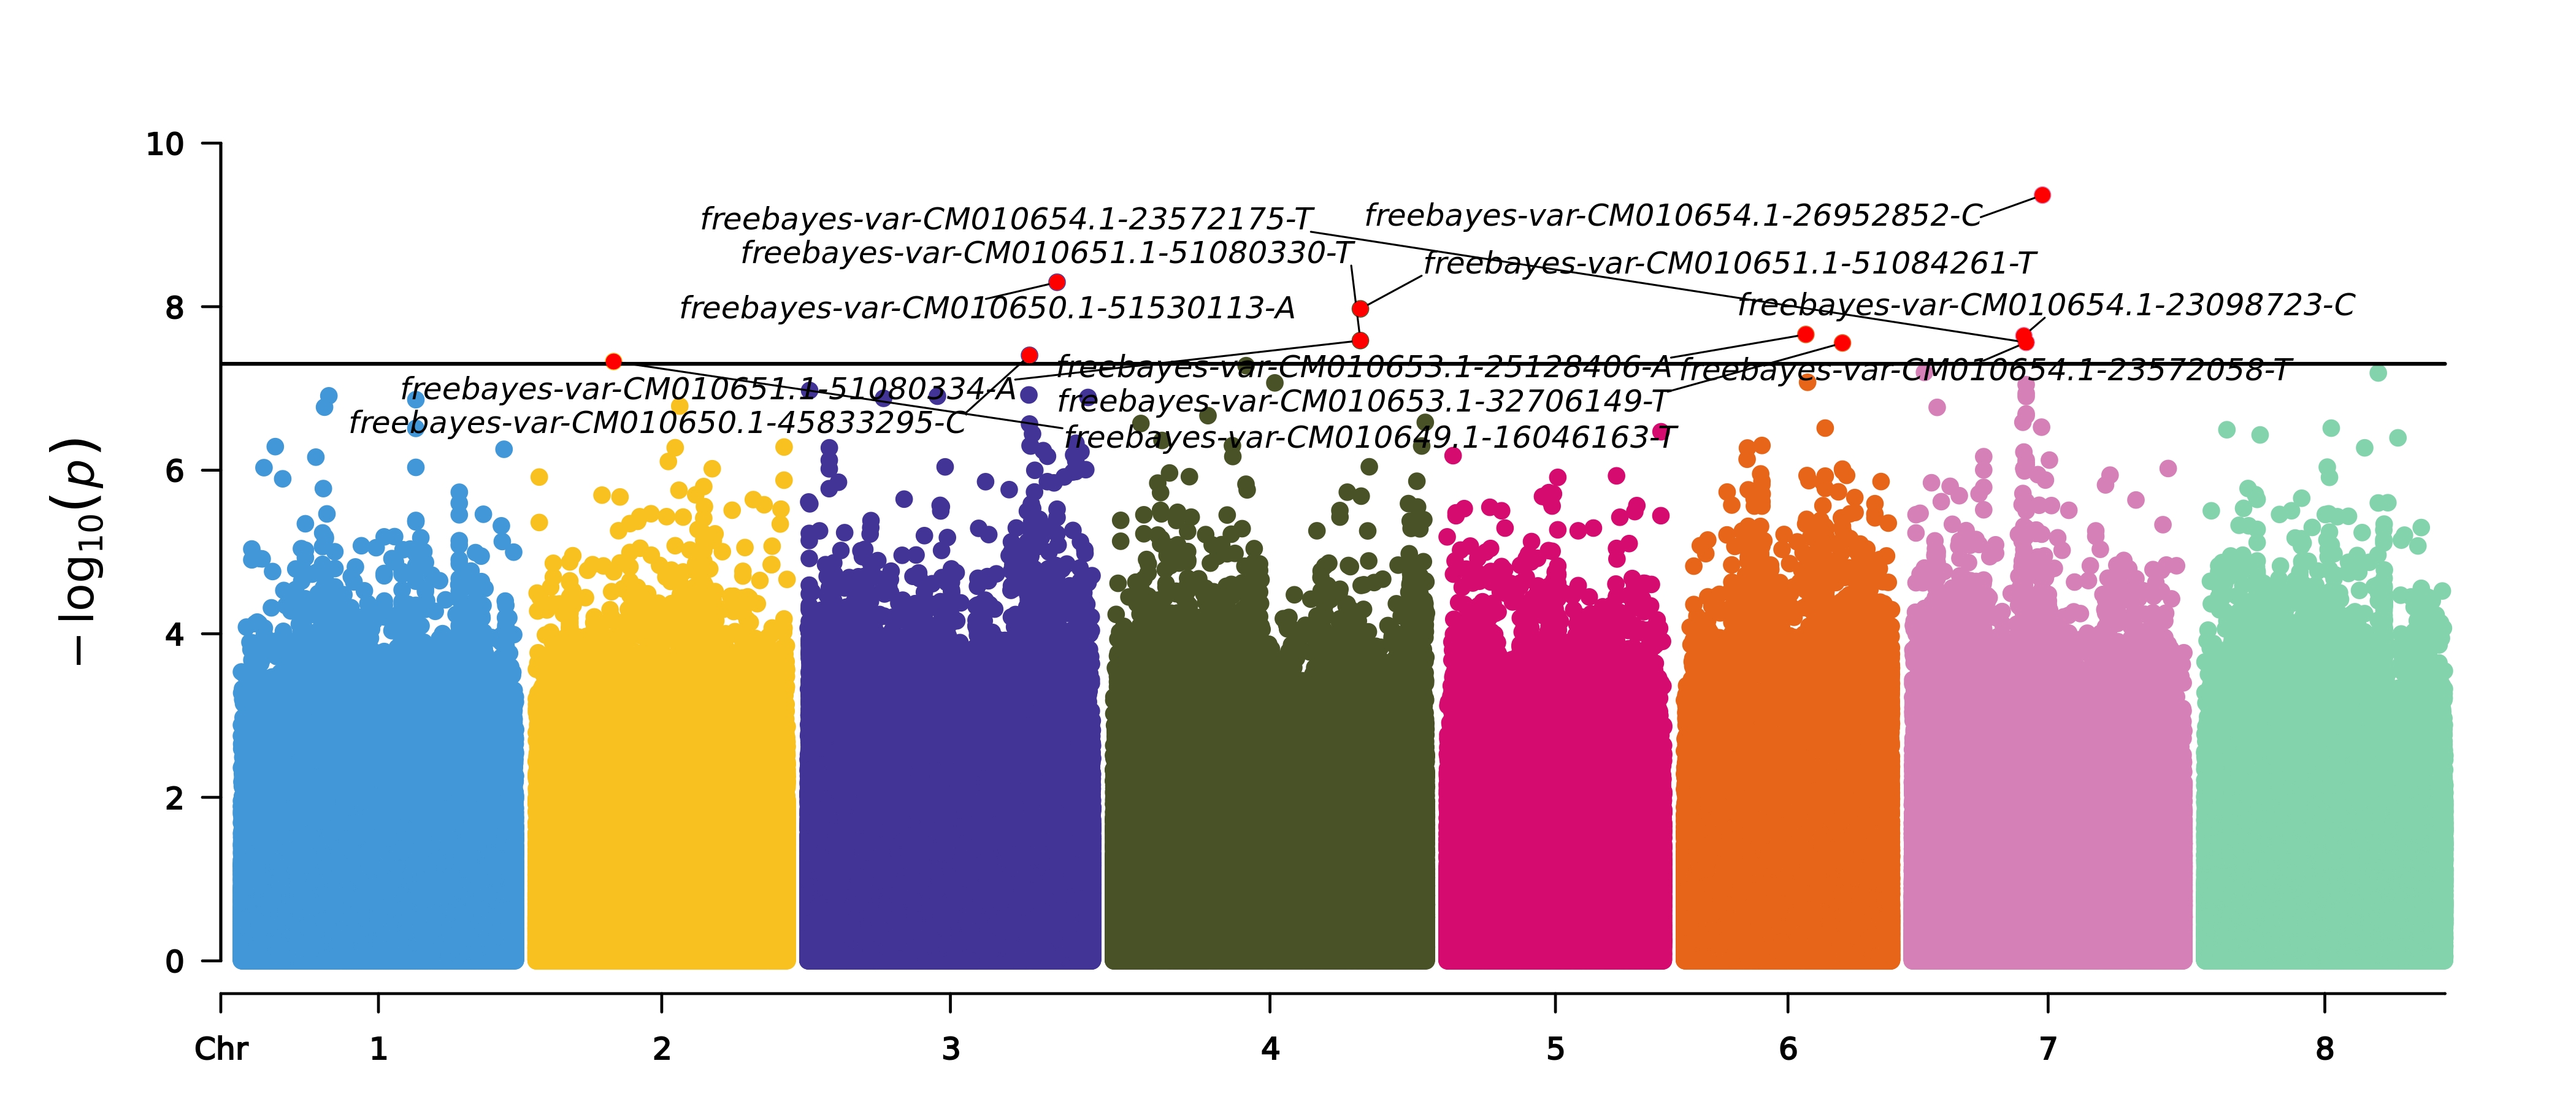 10
freebayes-var-CM010654.1-26952852-C
freebayes-var-CM010654.1-23572175-T
freebayes-var-CM010651.1-51080330-T
freebayes-var-CM010651.1-51084261-T
8
freebayes-var-CM010650.1-51530113-A
freebayes-var-CM010654.1-23098723-C
freebayes-var-CM010653.1-25128406-A
freebayes-var-CM010654.1-23572058-T
freebayes-var-CM010651.1-51080334-A
freebayes-var-CM010653.1-32706149-T
freebayes-var-CM010650.1-45833295-C
freebayes-var-CM010649.1-16046163-T
6
−log10(p)
4
2
0
Chr 1 2 3 4 5 6 7 8